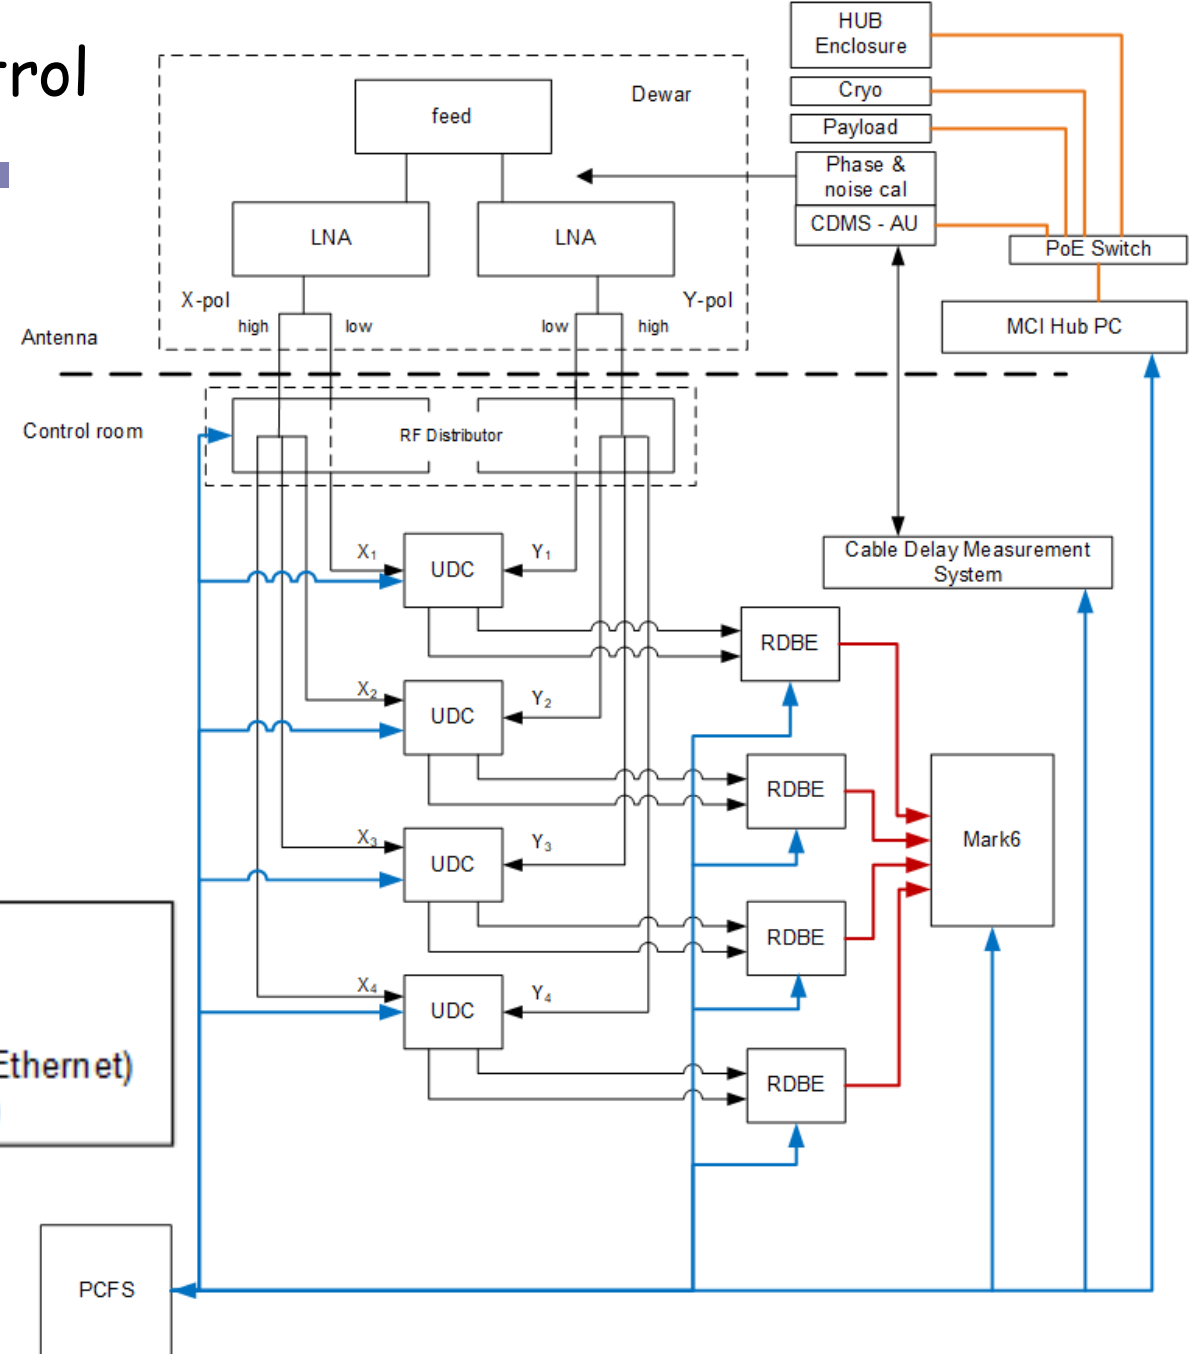 rol
HUB
Enclosure
Cryo
Payload
Phase &
noise cal
CDMS - AU
PoE Switch
MCI Hub PC
Dewar
feed
LNA
LNA
X-pol
Y-pol
high
low
low
high
Antenna
Control room
RF Distributor
X1
UDC
Y1
Cable Delay Measurement
System
RDBE
X2
UDC
Y2
RDBE
X3
UDC
Y3
Mark6
RDBE
X4
UDC
Y4
Ethernet)
)
RDBE
PCFS